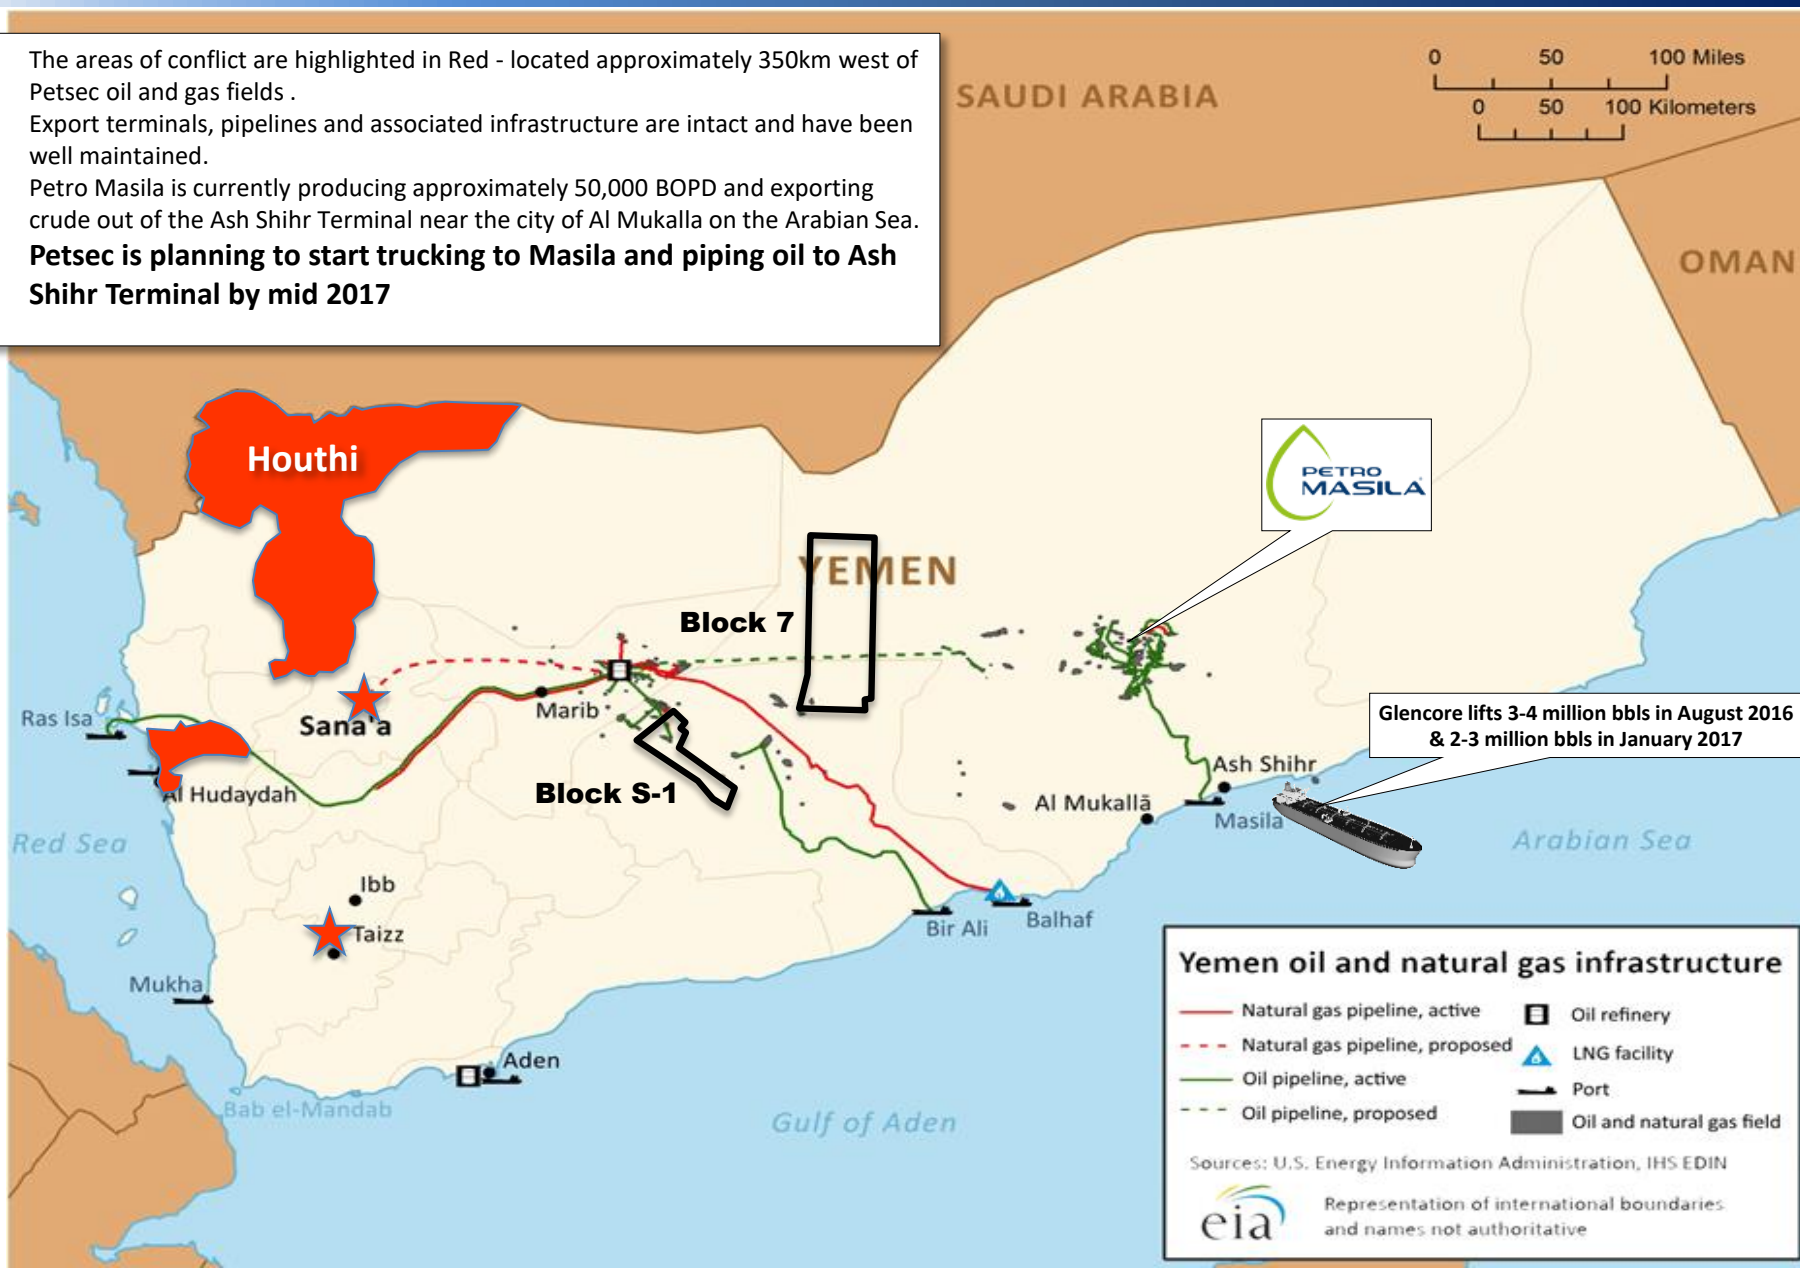 The areas of conflict are highlighted in Red - located approximately 350km west of
Petsec oil and gas fields .
Export terminals, pipelines and associated infrastructure are intact and have been
well maintained.
Petro Masila is currently producing approximately 50,000 BOPD and exporting
crude out of the Ash Shihr Terminal near the city of Al Mukalla on the Arabian Sea.
Petsec is planning to start trucking to Masila and piping oil to Ash
Shihr Terminal by mid 2017
0 50 100 Miles
0 50 100 Kilometers
SAUDI ARABIA
OMAN
Houthi
PETRO
MASILA
YEMEN
Block 7
Marib
Ras Isa
Sana'a
Glencore lifts 3-4 million bbls in August 2016
& 2-3 million bbls in January 2017
Block S-1
Al Hudaydah
Ash Shihr
Al Mukallā
Masila
Red Sea
Arabian Sea
Ibb
Taizz
Bir Ali
Balhaf
Mukha
Aden
Bab el-Mandab
Gulf of Aden
Yemen oil and natural gas infrastructure
Natural gas pipeline, active
Natural gas pipeline, proposed
Oil pipeline, active
Oil pipeline, proposed
Oil refinery
LNG facility
Port
Oil and natural gas field
Sources: U.S. Energy Information Administration, IHS EDIN
eia
Representation of international boundaries
and names not authoritative